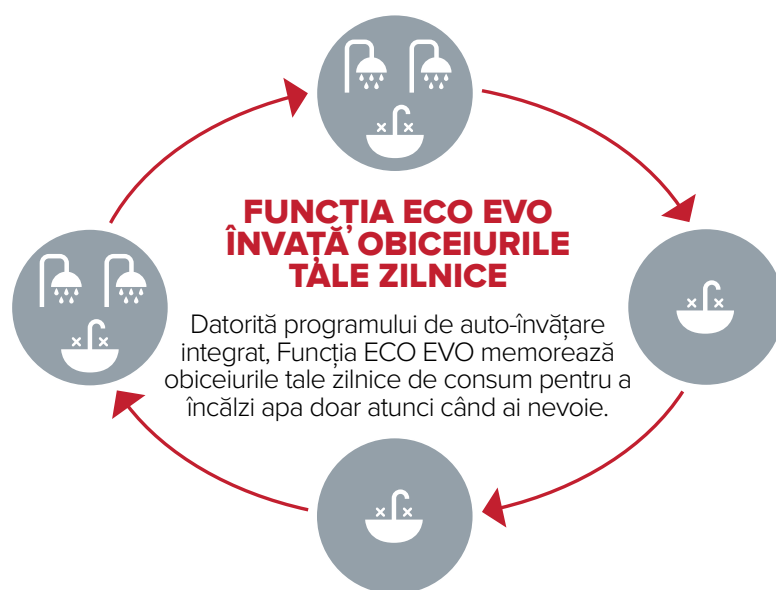 FUNCȚIA ECO EVO
ÎNVAȚĂ OBICEIURILE
TALE ZILNICE
Datorită programului de auto-învățare
integrat, Funcția ECO EVO memorează
obiceiurile tale zilnice de consum pentru a
încălzi apa doar atunci când ai nevoie.